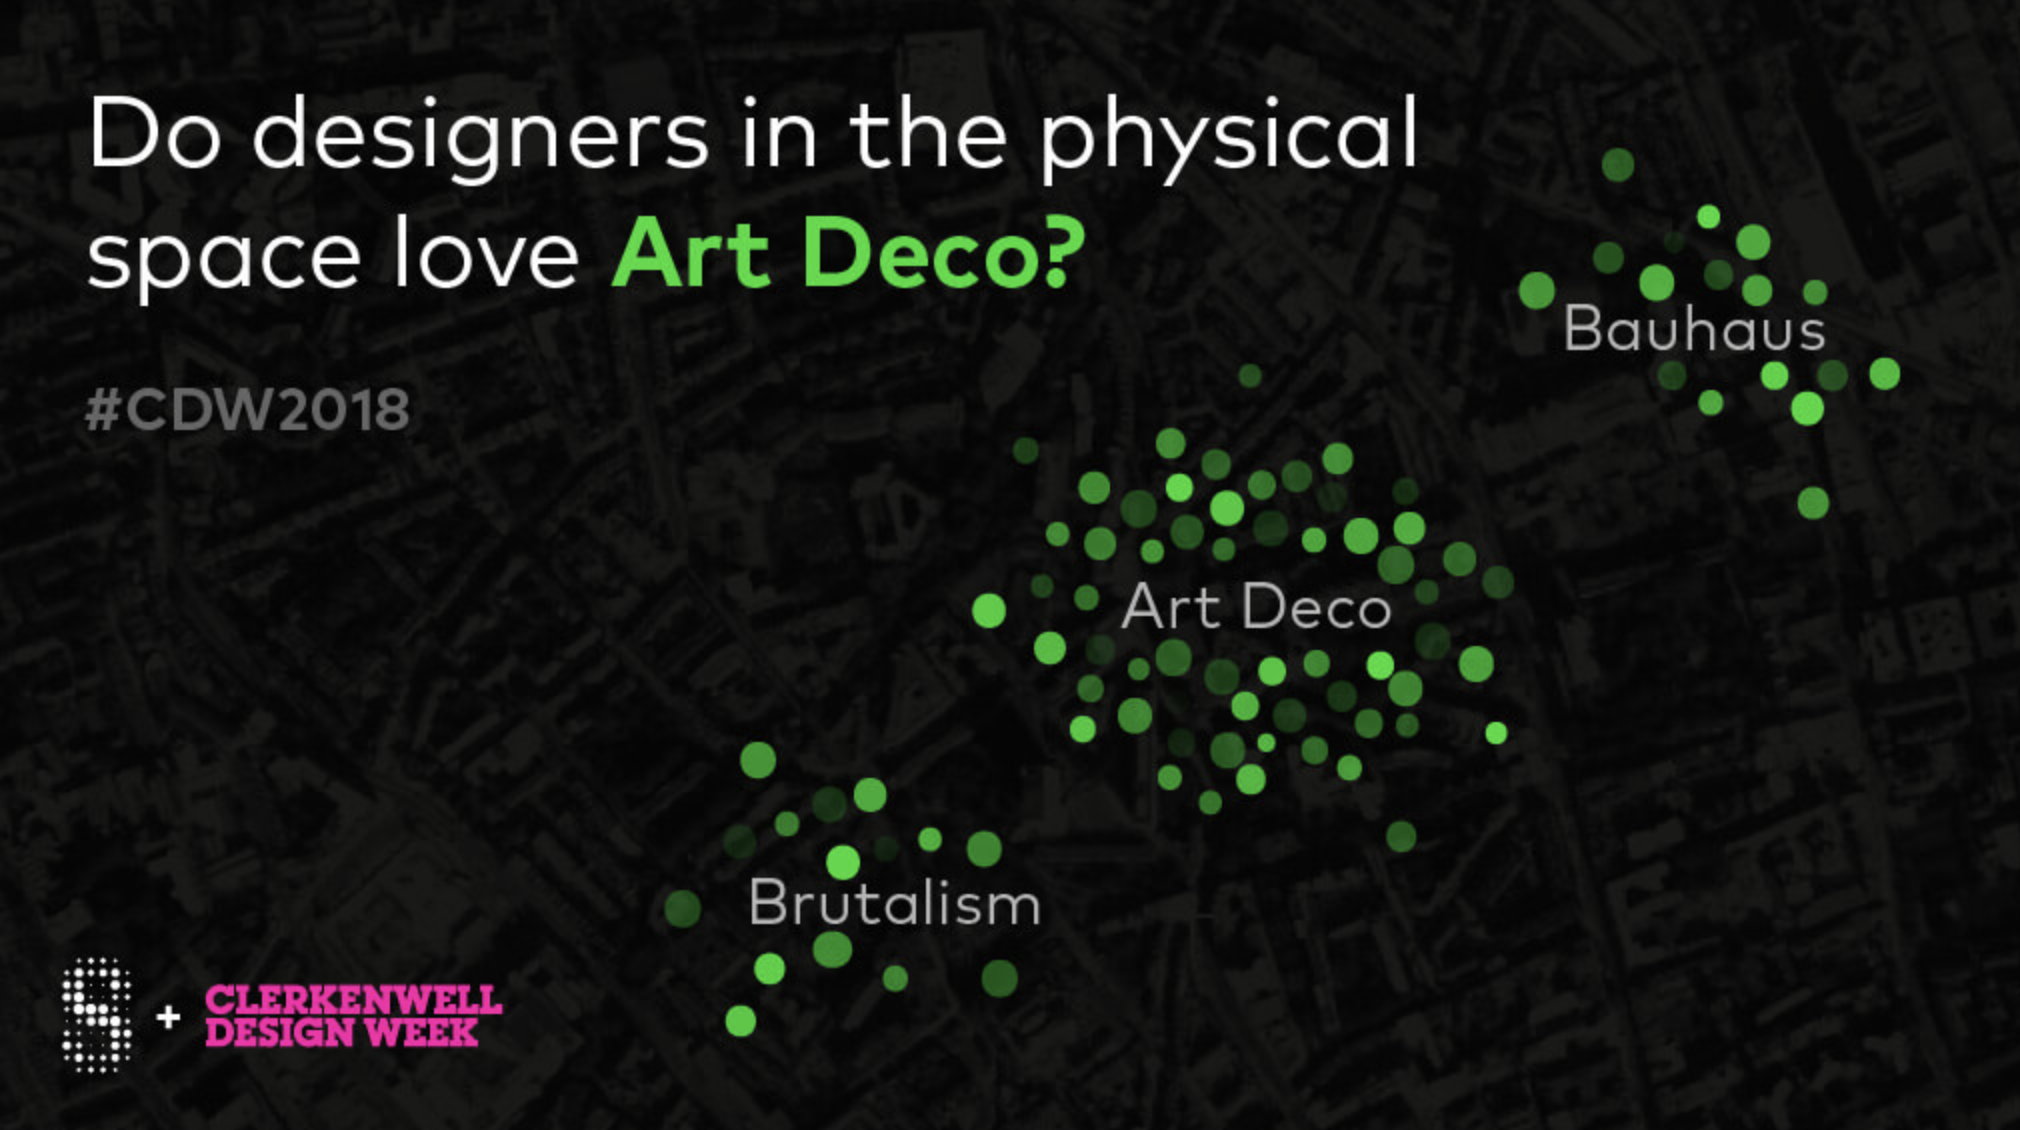 Do designers in the physical
space love Art Deco?
#CDW2018
Bauhaus
Art Deco
Brutalism
S + CLERKENWELL
DESIGN WEEK